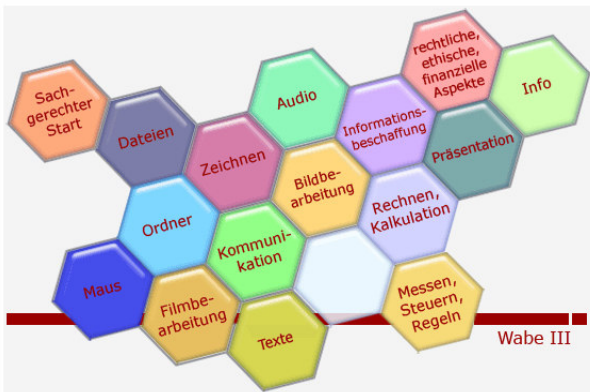 rechtliche,
ethische,
finanzielle
Aspekte
Info
Sach-
gerechter
Start
Audio
Dateien
Informations-
beschaffung
Präsentation
Zeichnen
Bildbe-
arbeitung
Ordner
Rechnen,
Kalkulation
Kommuni-
kation
Maus
Filmbe-
arbeitung
Messen,
Steuern,
Regeln
Texte
Wabe III